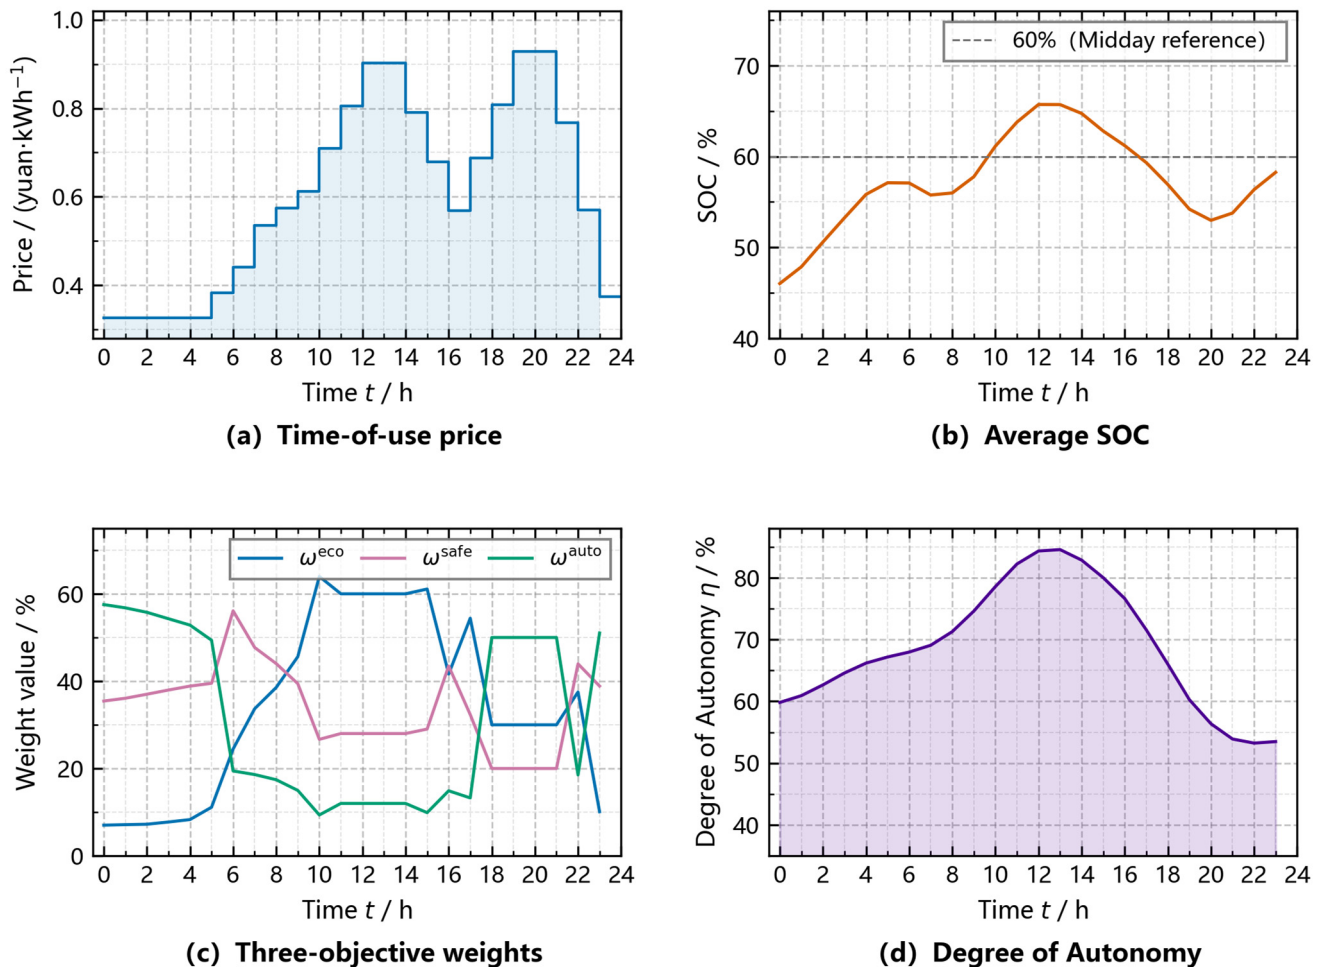 1.0
0.8
0.6
0.4
Price / (yuan·kWh⁻¹)
0 2 4 6 8 10 12 14 16 18 20 22 24
Time t / h
(a) Time-of-use price
60% (Midday reference)
70
60
50
40
SOC / %
0 2 4 6 8 10 12 14 16 18 20 22 24
Time t / h
(b) Average SOC
ω^eco ω^safe ω^auto
60
40
20
0
Weight value / %
0 2 4 6 8 10 12 14 16 18 20 22 24
Time t / h
(c) Three-objective weights
80
70
60
50
40
Degree of Autonomy η / %
0 2 4 6 8 10 12 14 16 18 20 22 24
Time t / h
(d) Degree of Autonomy